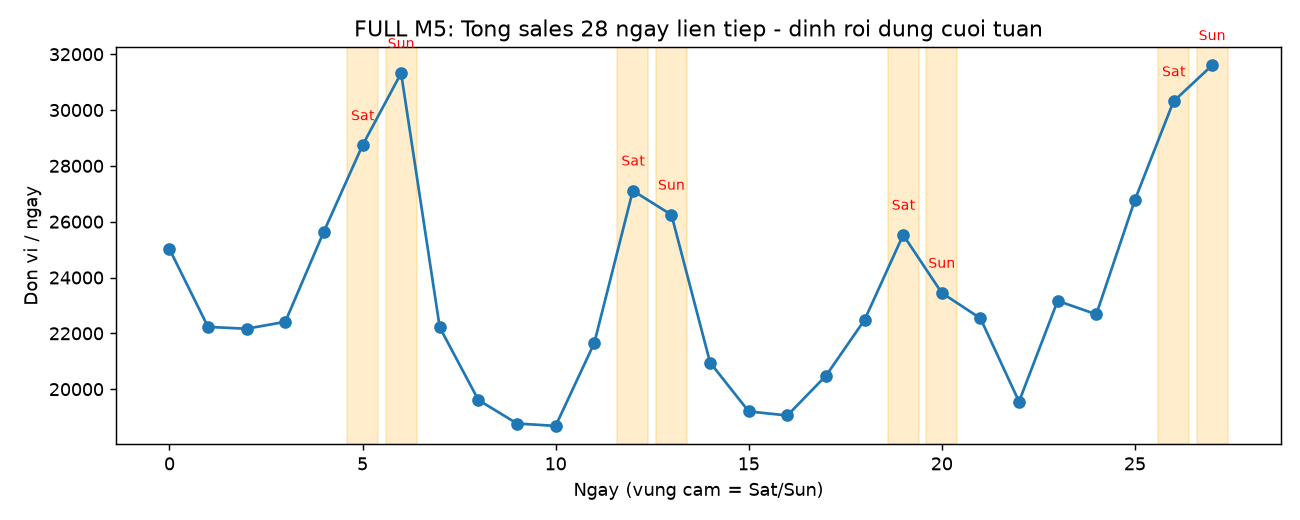 FULL M5: Tong sales 28 ngay lien tiep - dinh roi dung cuoi tuan
Sun
Sun
Sat
Sat
Sat
Sun
Sat
Sun
32000
30000
28000
26000
24000
22000
20000
Don vi / ngay
0
5
10
15
20
25
Ngay (vung cam = Sat/Sun)